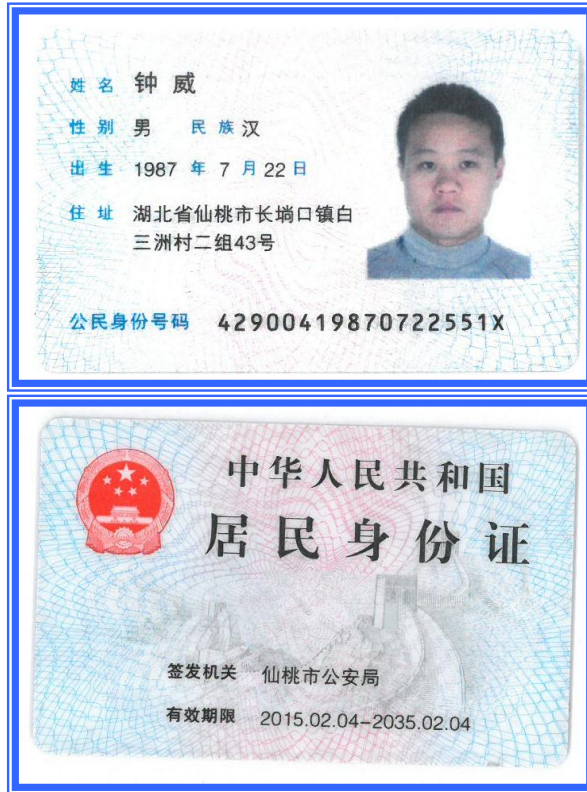 姓名 钟威
性别 男 民族 汉
出生 1987 年 7 月 22 日
住址 湖北省仙桃市长埫口镇白
三洲村二组43号
公民身份号码 42900419870722551X
中华人民共和国
居民身份证
签发机关 仙桃市公安局
有效期限 2015.02.04-2035.02.04